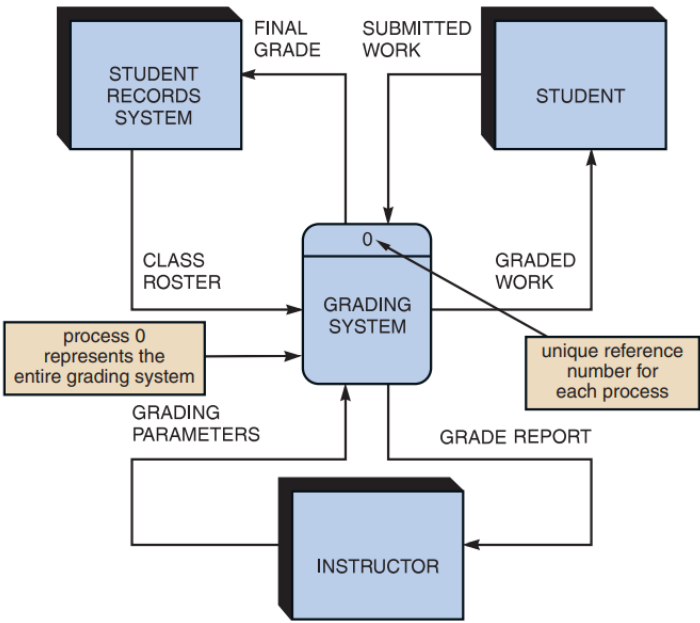 FINAL
GRADE
SUBMITTED
WORK
STUDENT
RECORDS
SYSTEM
STUDENT
0
CLASS
ROSTER
GRADING
SYSTEM
GRADED
WORK
process 0
represents the
entire grading system
unique reference
number for
each process
GRADING
PARAMETERS
GRADE REPORT
INSTRUCTOR